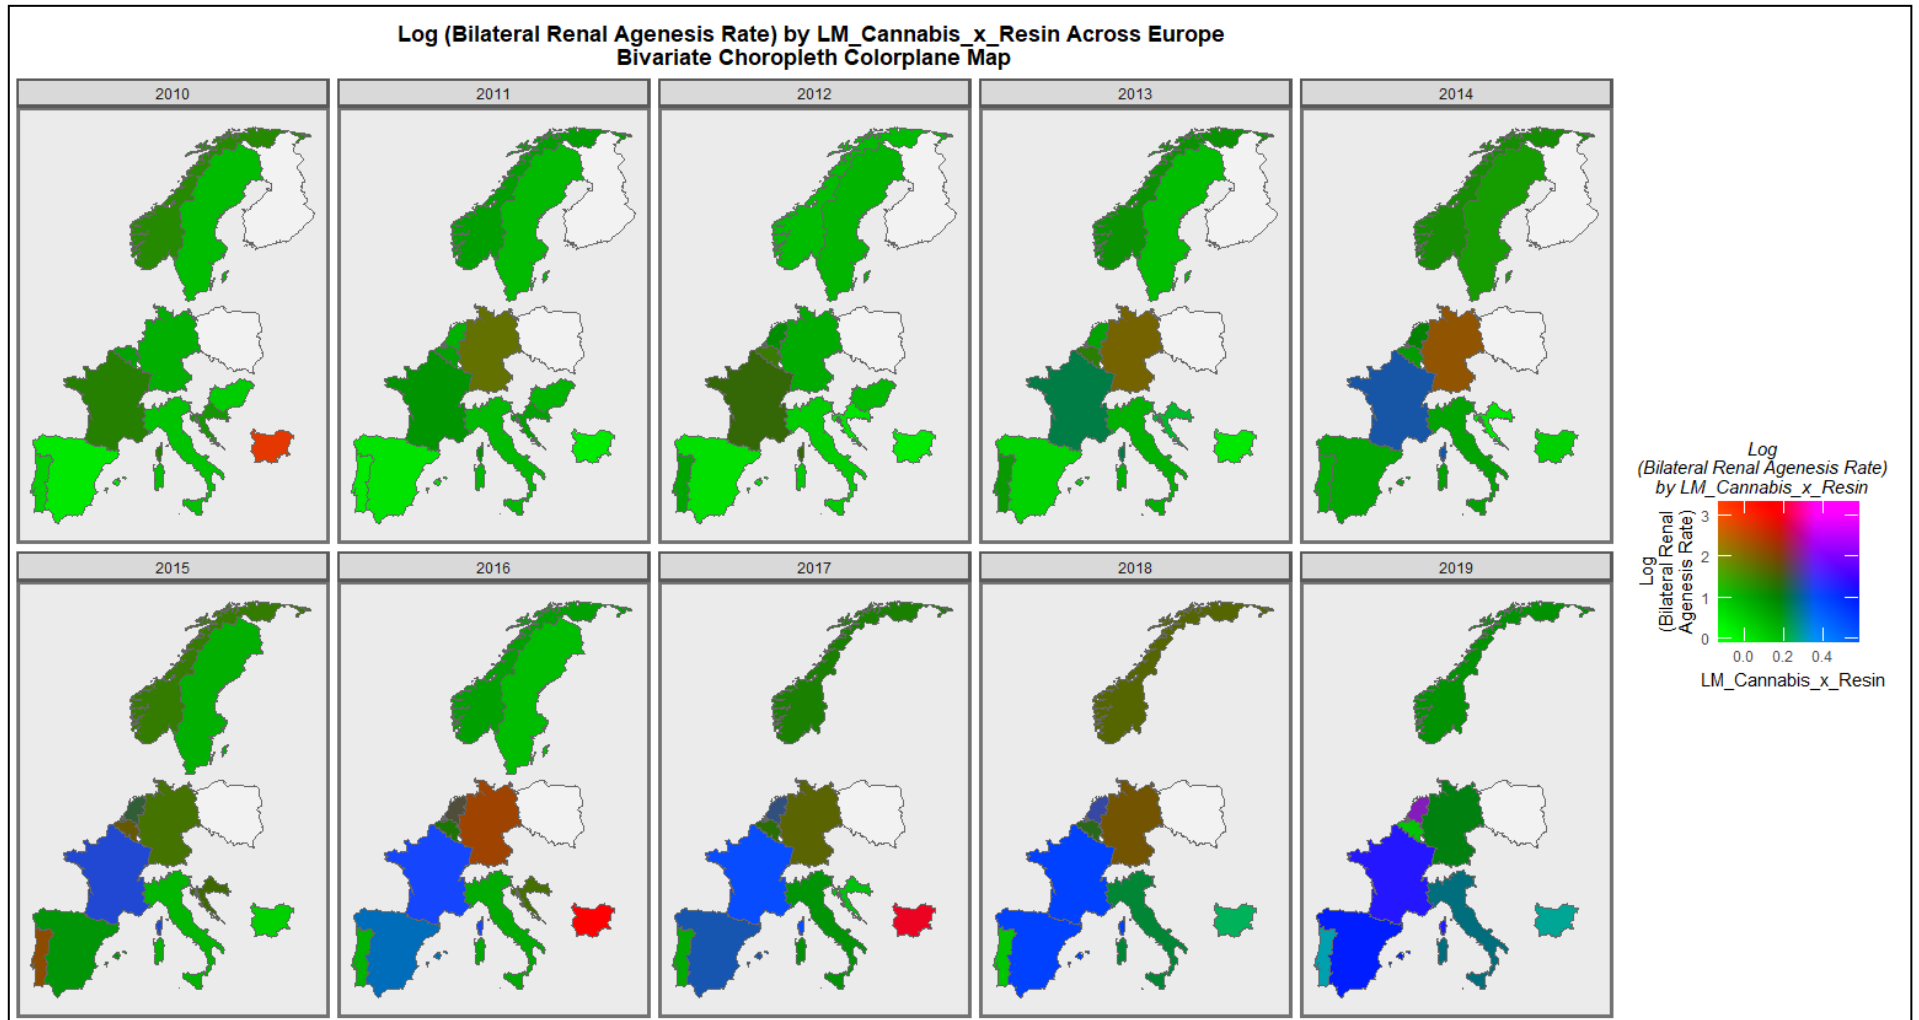 Log (Bilateral Renal Agenesis Rate) by LM_Cannabis_x_Resin Across Europe
Bivariate Choropleth Colorplane Map
2010
2011
2012
2013
2014
2015
2016
2017
2018
2019
Log
(Bilateral Renal Agenesis Rate)
by LM_Cannabis_x_Resin
Log
(Bilateral Renal
Agenesis Rate)
3
2
1
0
0.0
0.2
0.4
LM_Cannabis_x_Resin